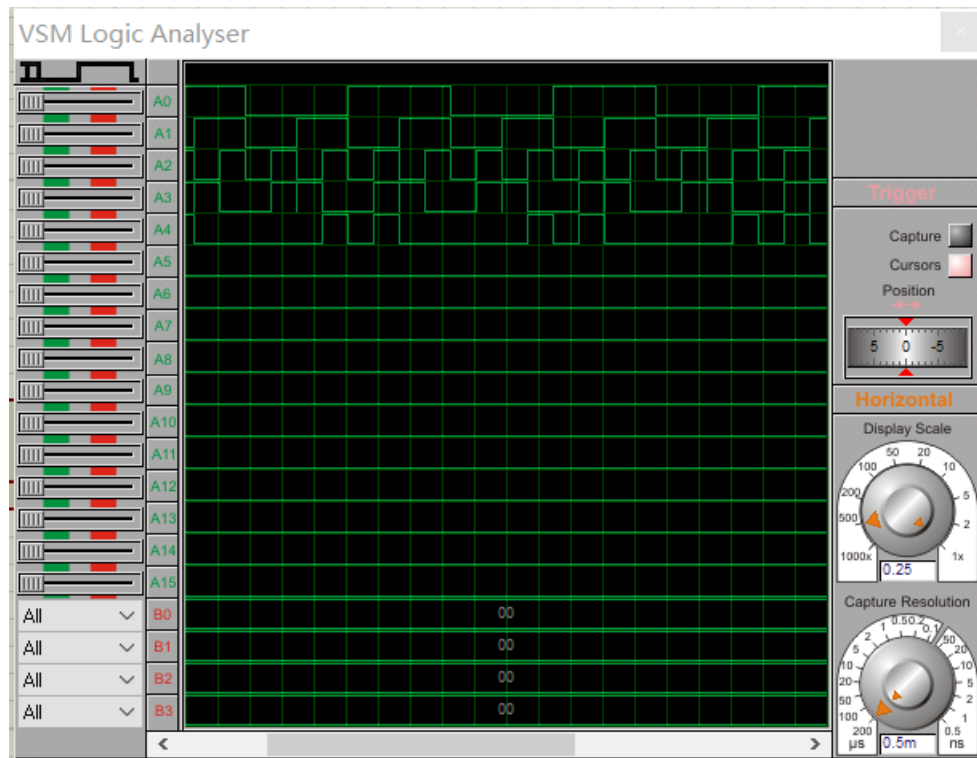 VSM Logic Analyser
A0
A1
A2
A3
A4
A5
A6
A7
A8
A9
A10
A11
A12
A13
A14
A15
All B0 00
All B1 00
All B2 00
All B3 00
Trigger
Capture
Cursors
Position
5 0 -5
Horizontal
Display Scale
50 20
100 10
200 5
500 2
1000x 1x
0.25
Capture Resolution
1 0.5 0.2 0.1
2 50
5 20
10 10
20 5
50 2
100 1
200 0.5
µs 0.5m ns